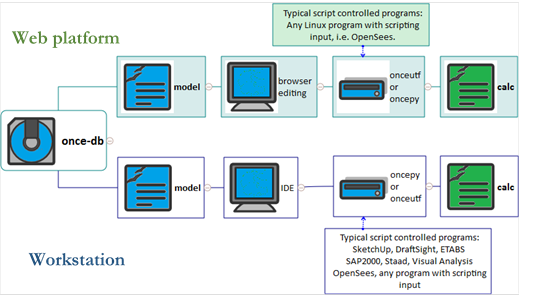 Typical script controlled programs:
Any Linux program with scripting
input, i.e. OpenSees.
Web platform
model
browser
editing
onceutf
or
oncepy
calc
once-db
model
IDE
oncepy
or
onceutf
calc
Typical script controlled programs:
SketchUp, DraftSight, ETABS
SAP2000, Staad, Visual Analysis
OpenSees, any program with scripting
input
Workstation